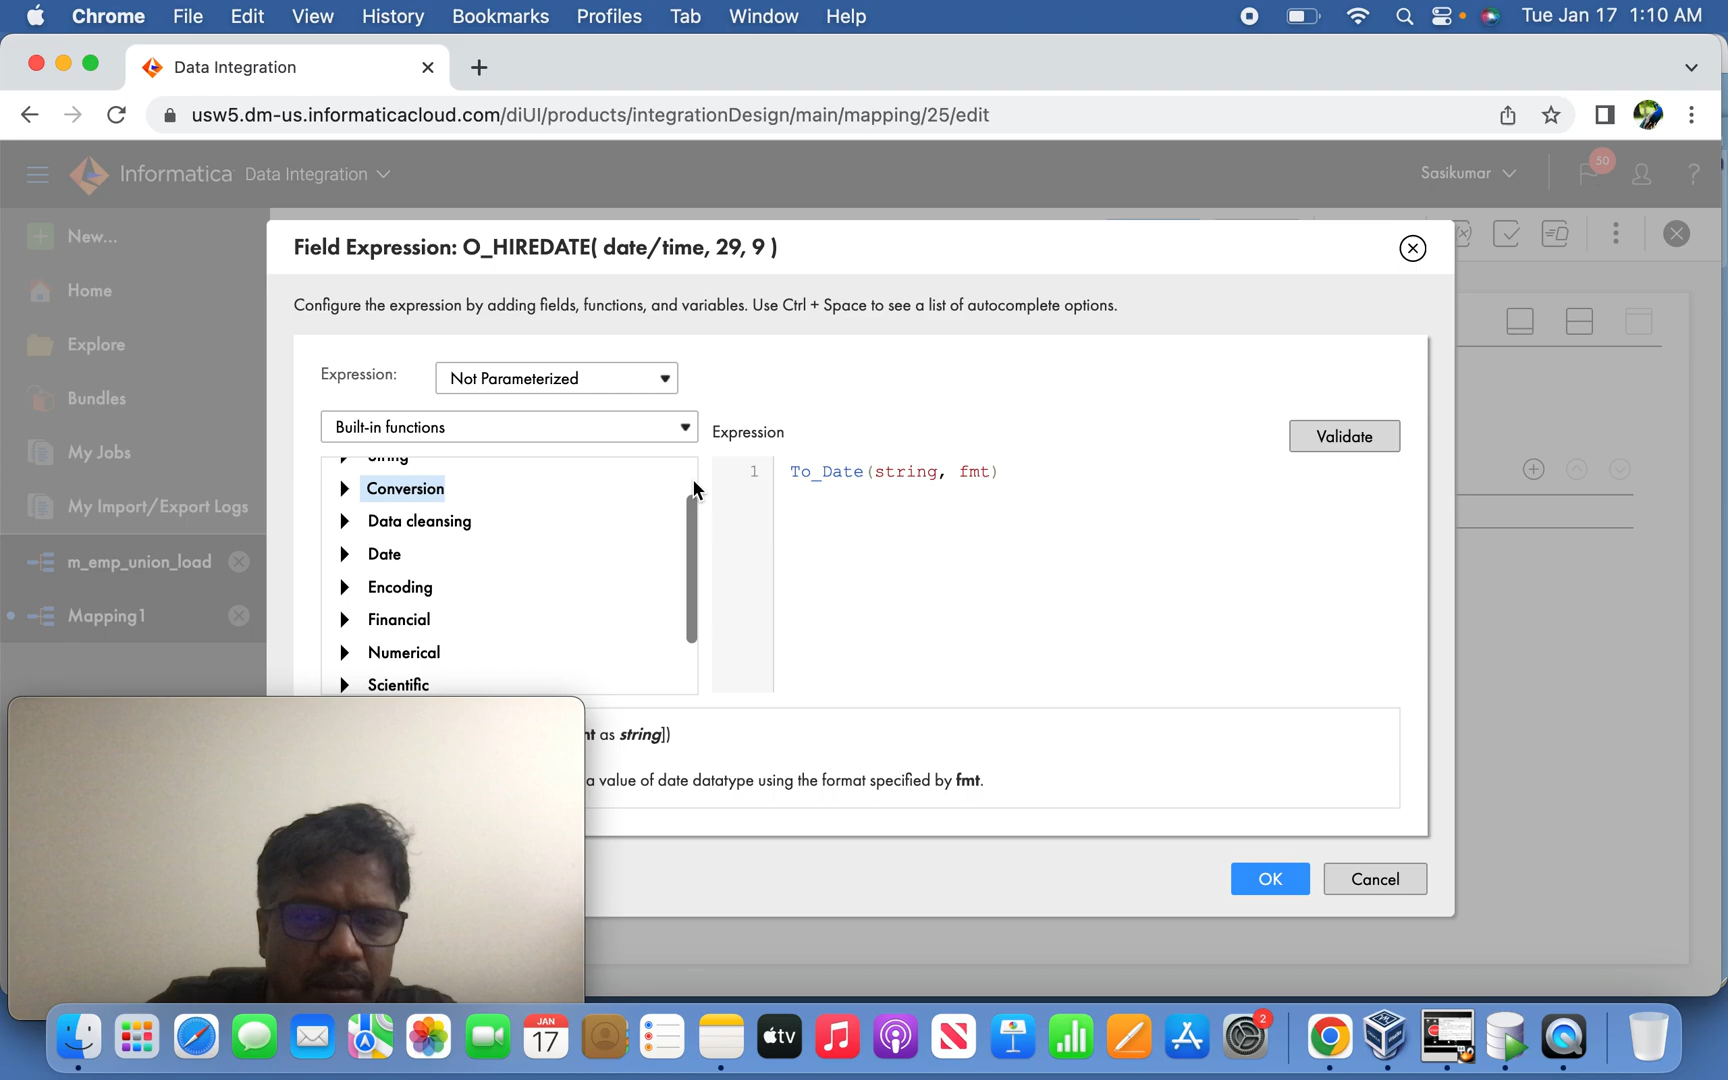 Chrome File Edit View History Bookmarks Profiles Tab Window Help Tue Jan 17 1:10 AM
Data Integration
usw5.dm-us.informaticacloud.com/diUI/products/integrationDesign/main/mapping/25/edit
Informatica Data Integration Sasikumar 50 ?
New...
Home
Explore
Bundles
My Jobs
My Import/Export Logs
m_emp_union_load
Mapping1
Field Expression: O_HIREDATE( date/time, 29, 9 )
Configure the expression by adding fields, functions, and variables. Use Ctrl + Space to see a list of autocomplete options.
Expression: Not Parameterized
Built-in functions
Expression
Validate
String
Conversion
Data cleansing
Date
Encoding
Financial
Numerical
Scientific
1 To_Date(string, fmt)
as string])
a value of date datatype using the format specified by fmt.
OK Cancel
JAN
17
tv
2